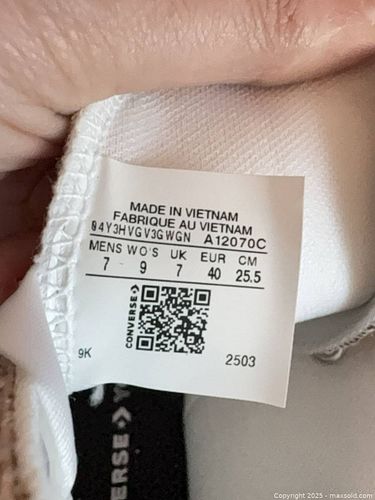 MADE IN VIETNAM
FABRIQUE AU VIETNAM
04Y3HVGV3GWGN A12070C
MENS WO'S UK EUR CM
7 9 7 40 25.5
CONVERSE
9K 2503
CONVERSE
Copyright 2025 - maxsold.com